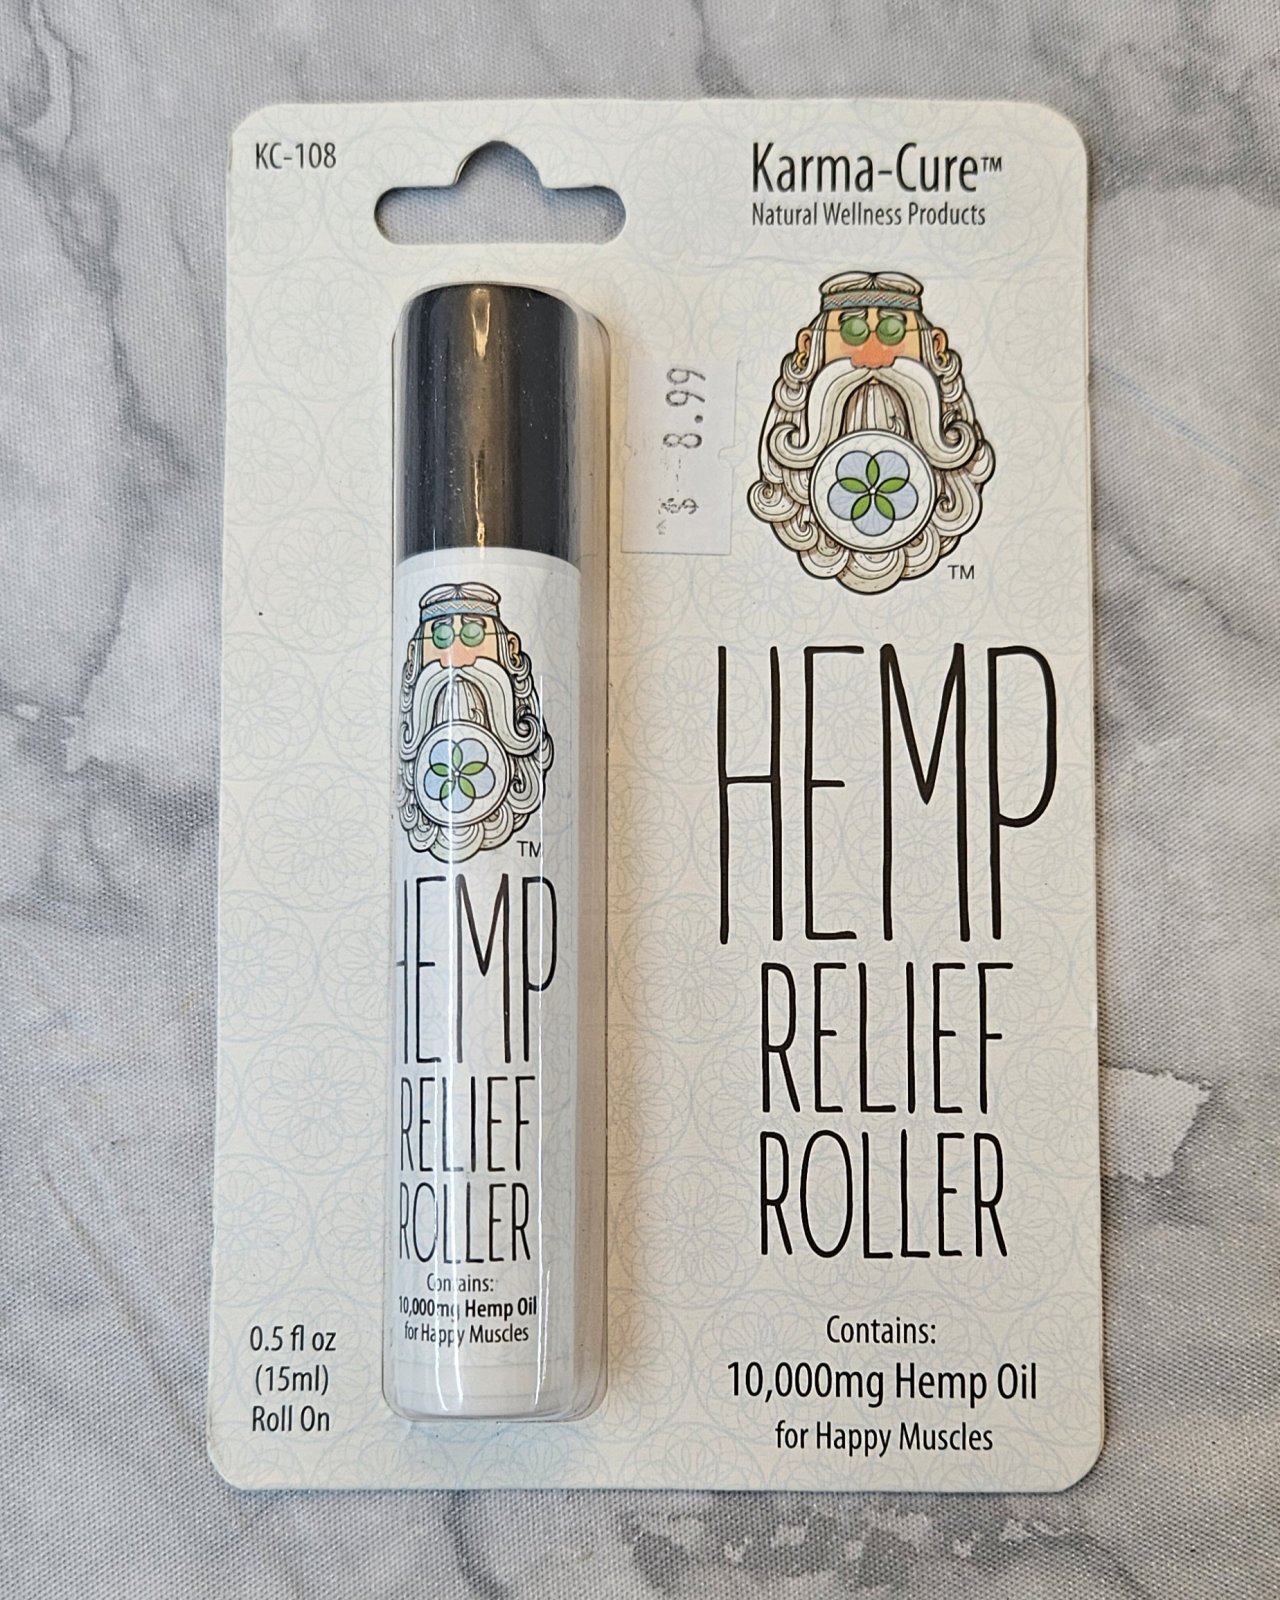 KC-108
Karma-Cure™
Natural Wellness Products
$ 8.99
TM
HEMP
RELIEF
ROLLER
Contains:
10,000mg Hemp Oil
for Happy Muscles
TM
HEMP
RELIEF
ROLLER
Contains:
10,000mg Hemp Oil
for Happy Muscles
0.5 fl oz
(15ml)
Roll On